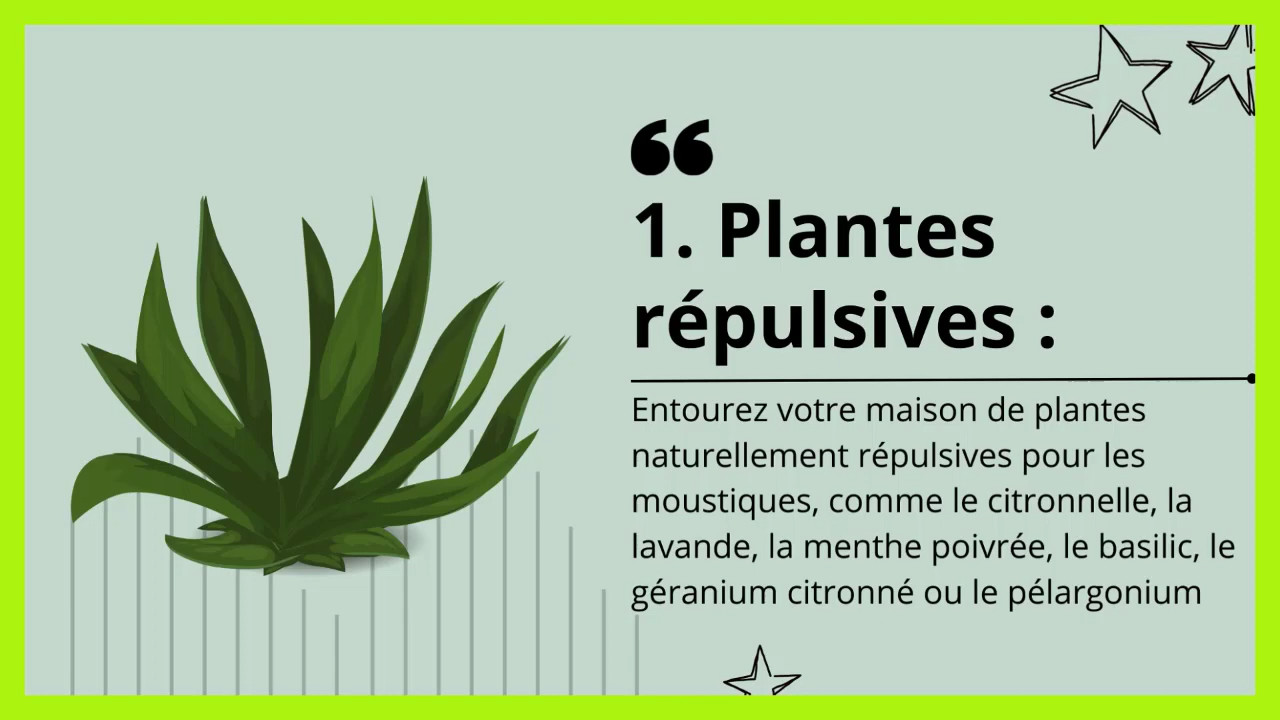 “
1. Plantes
répulsives :
Entourez votre maison de plantes
naturellement répulsives pour les
moustiques, comme le citronnelle, la
lavande, la menthe poivrée, le basilic, le
géranium citronné ou le pélargonium